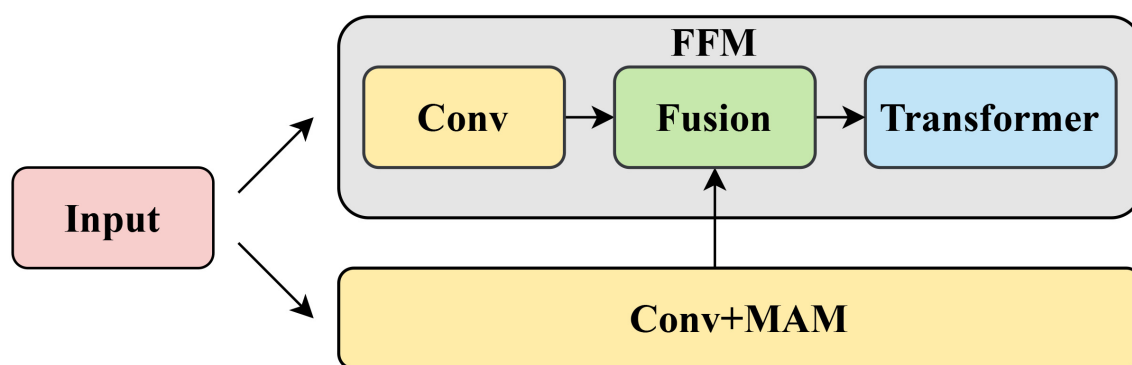 FFM
Conv
Fusion
Transformer
Input
Conv+MAM